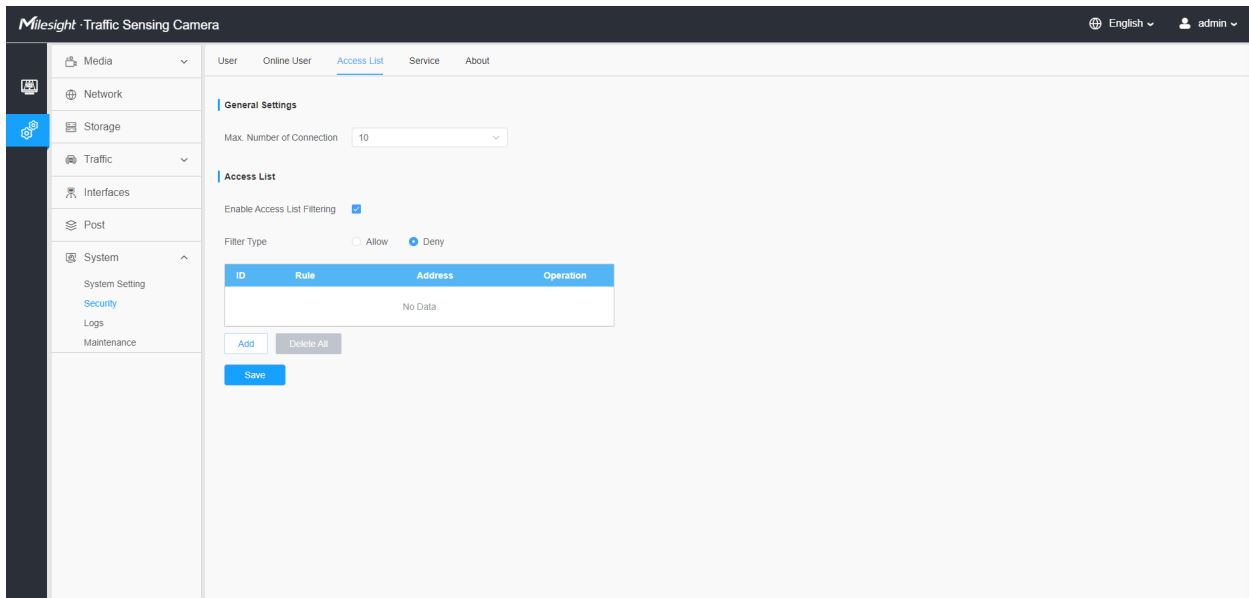 Milesight · Traffic Sensing Camera
English
admin
Media
Network
Storage
Traffic
Interfaces
Post
System
System Setting
Security
Logs
Maintenance
User Online User Access List Service About
General Settings
Max. Number of Connection 10
Access List
Enable Access List Filtering
Filter Type Allow Deny
ID Rule Address Operation
No Data
Add Delete All
Save